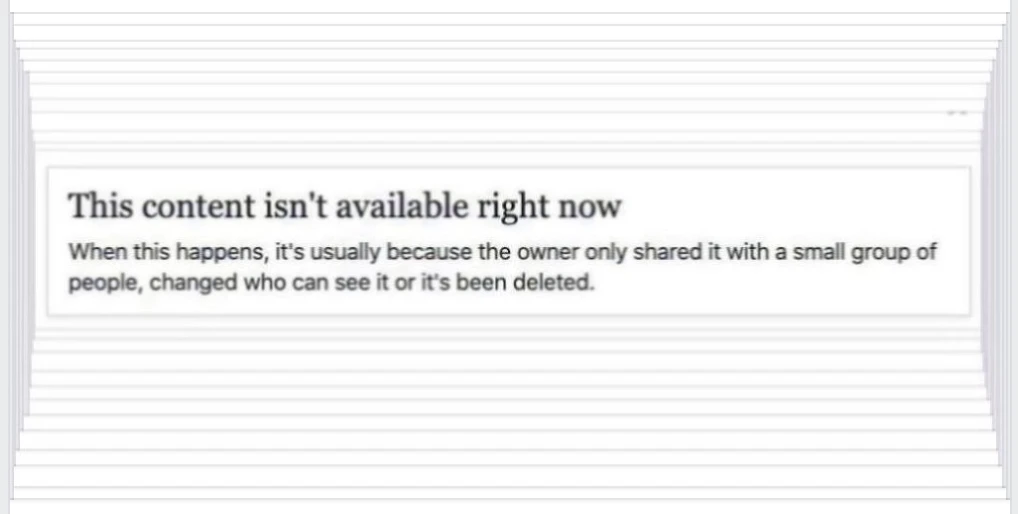 This content isn't available right now
When this happens, it's usually because the owner only shared it with a small group of
people, changed who can see it or it's been deleted.